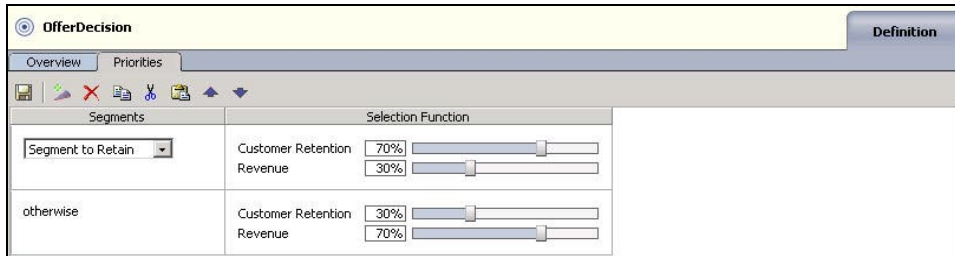 OfferDecision
Definition
Overview Priorities
Segments Selection Function
Segment to Retain Customer Retention 70%
Revenue 30%
otherwise Customer Retention 30%
Revenue 70%